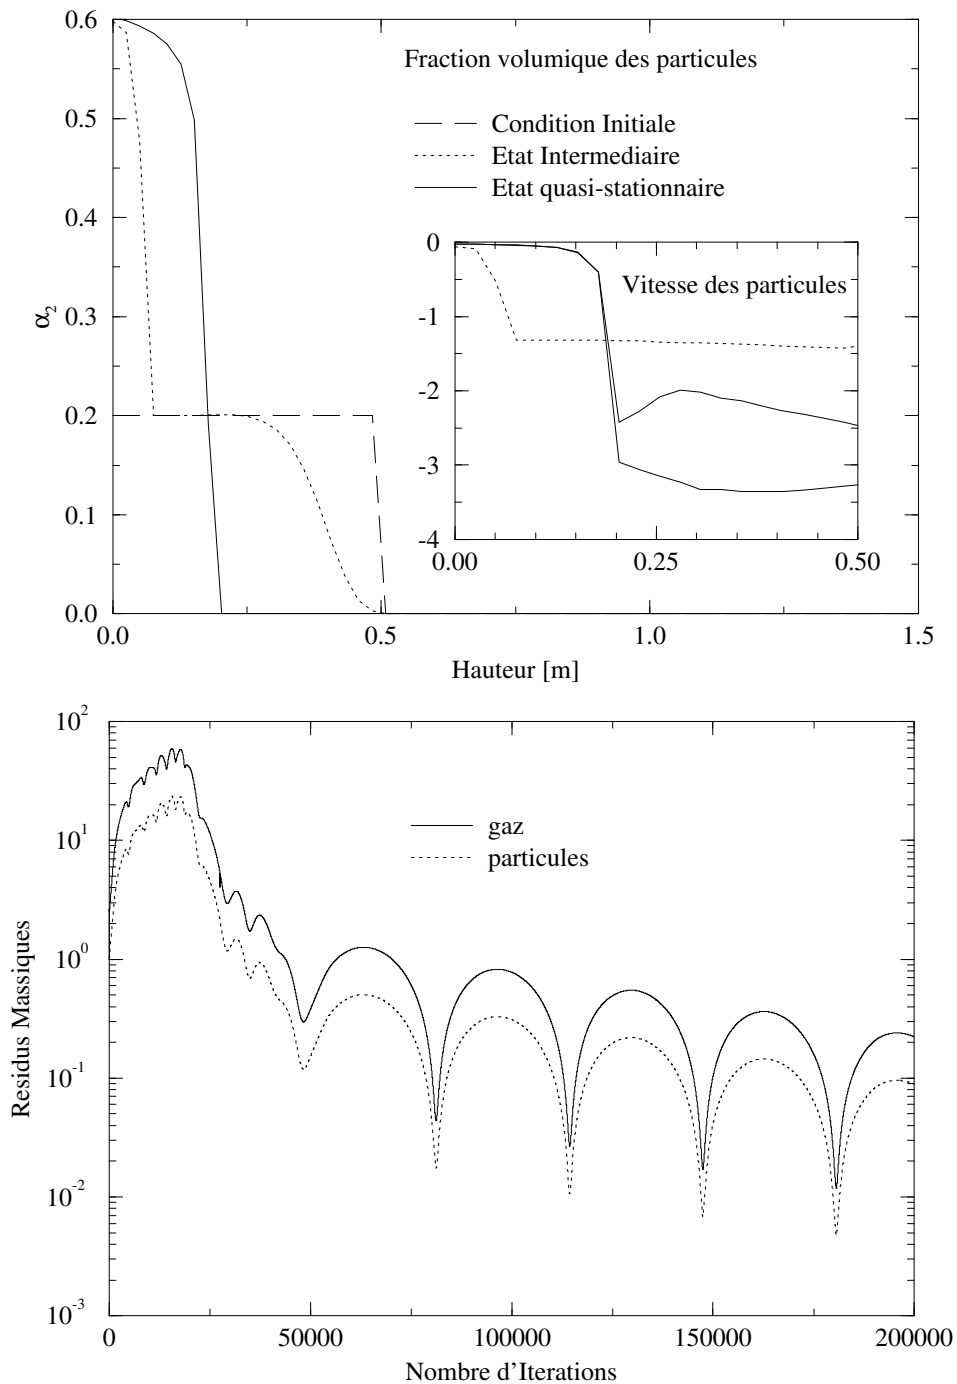 Fraction volumique des particules
Condition Initiale
Etat Intermediaire
Etat quasi-stationnaire
0.6
0.5
0.4
0.3
0.2
0.1
0.0
α2
0.0 0.5 1.0 1.5
Hauteur [m]
Vitesse des particules
0
-1
-2
-3
-4
0.00 0.25 0.50
10^2
10^1
10^0
10^-1
10^-2
10^-3
Residus Massiques
gaz
particules
0 50000 100000 150000 200000
Nombre d'Iterations